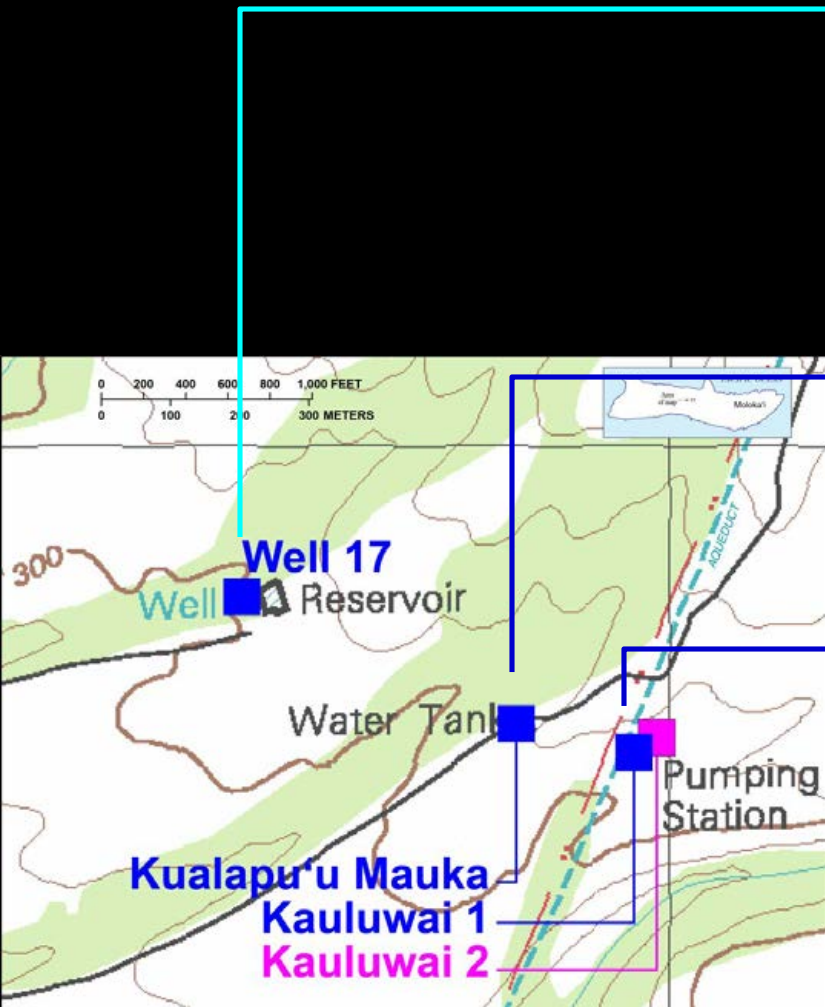 0 200 400 600 800 1,000 FEET
0 100 200 300 METERS
Moloka'i
AQUEDUCT
300
Well 17
Well
Reservoir
Water Tank
Pumping
Station
Kualapu‘u Mauka
Kauluwai 1
Kauluwai 2